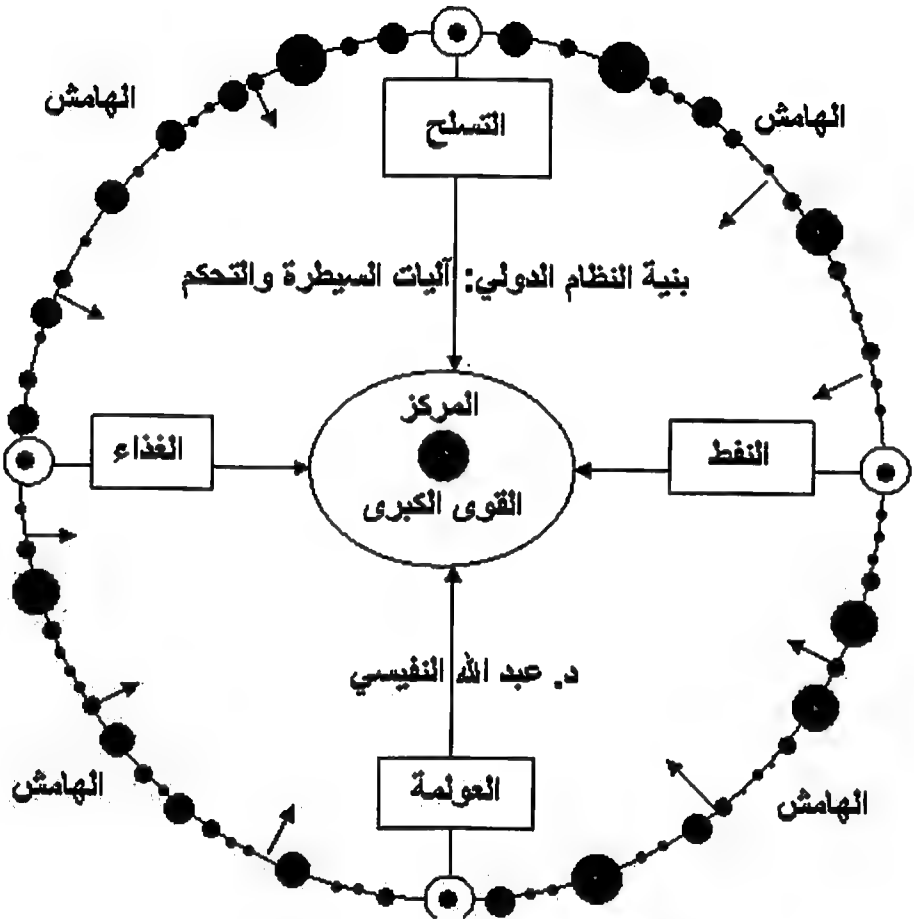 الهامش
الهامش
التسلح
بنية النظام الدولي: آليات السيطرة والتحكم
المركز
القوى الكبرى
النفط
الغذاء
د. عبد الله النفيسي
العولمة
الهامش
الهامش